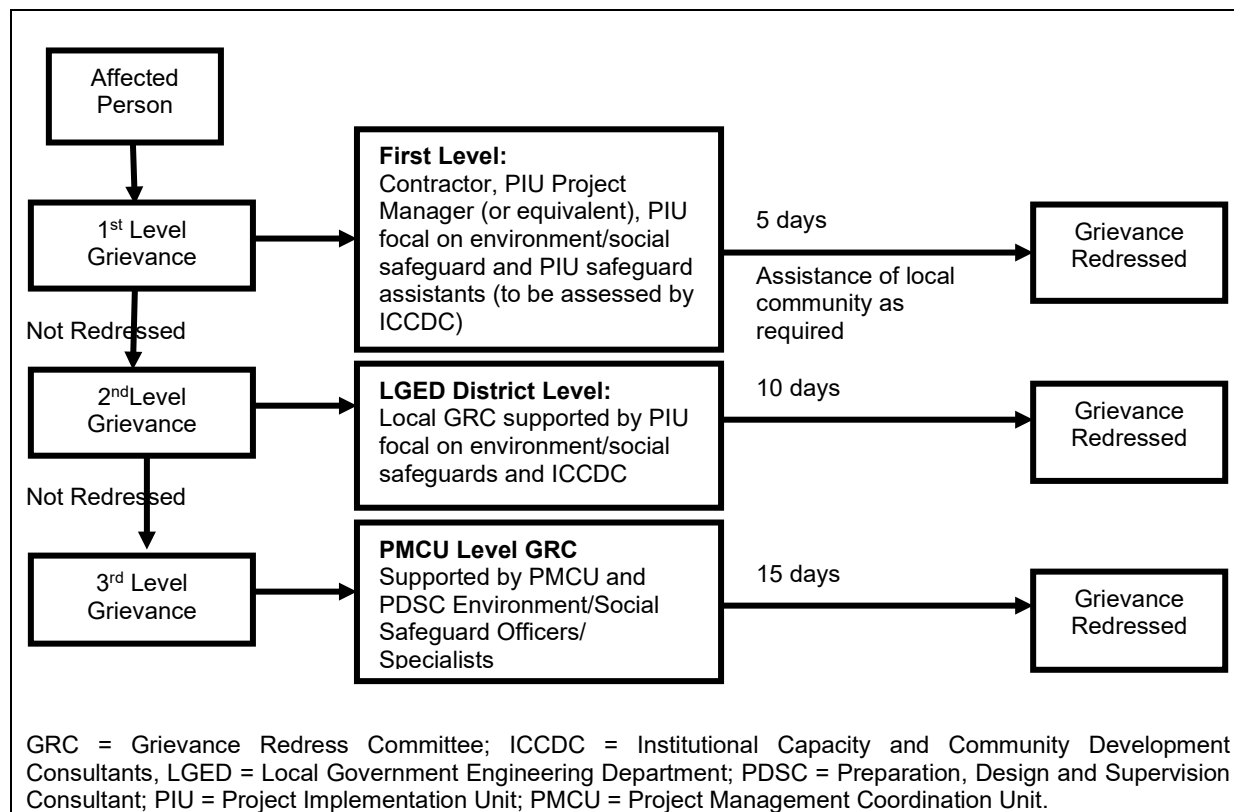 Affected
Person
1st Level
Grievance
First Level:
Contractor, PIU Project
Manager (or equivalent), PIU
focal on environment/social
safeguard and PIU safeguard
assistants (to be assessed by
ICCDC)
5 days
Assistance of local
community as
required
Grievance
Redressed
Not Redressed
2ndLevel
Grievance
LGED District Level:
Local GRC supported by PIU
focal on environment/social
safeguards and ICCDC
10 days
Grievance
Redressed
Not Redressed
3rd Level
Grievance
PMCU Level GRC
Supported by PMCU and
PDSC Environment/Social
Safeguard Officers/
Specialists
15 days
Grievance
Redressed
GRC = Grievance Redress Committee; ICCDC = Institutional Capacity and Community Development
Consultants, LGED = Local Government Engineering Department; PDSC = Preparation, Design and Supervision
Consultant; PIU = Project Implementation Unit; PMCU = Project Management Coordination Unit.